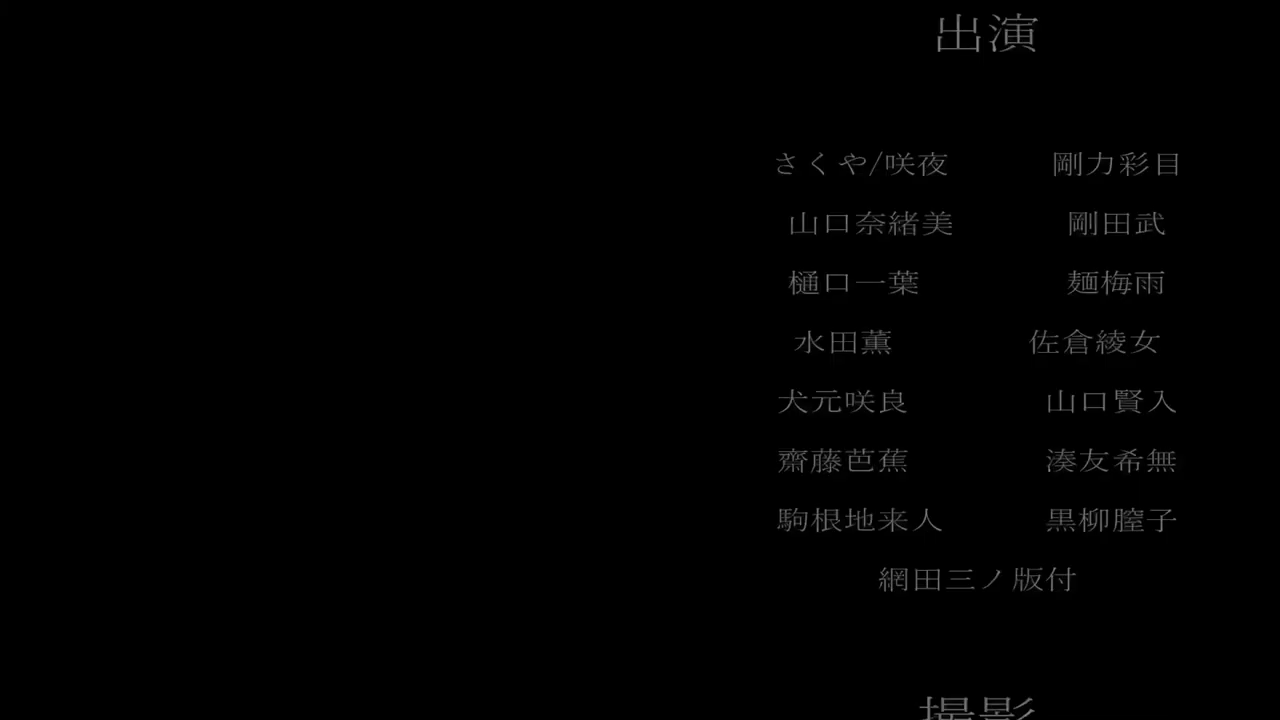 出演
さくや/咲夜 剛力彩目
山口奈緒美 剛田武
樋口一葉 麺梅雨
水田薫 佐倉綾女
犬元咲良 山口賢入
齋藤芭蕉 湊友希無
駒根地来人 黒柳膣子
網田三ノ版付
撮影